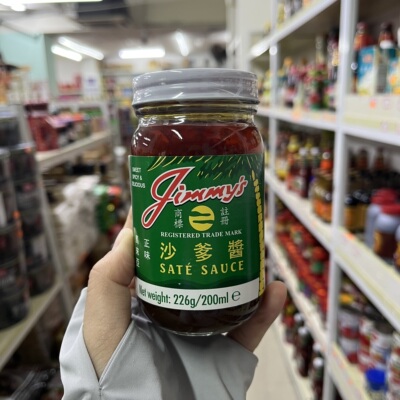 Jimmy's
商標 註冊
REGISTERED TRADE MARK
正味
沙爹醬
SATÉ SAUCE
Net weight: 226g/200ml ℮